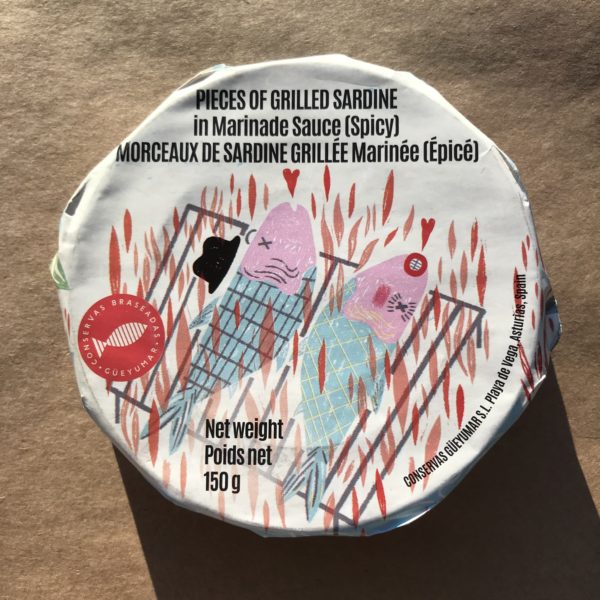 PIECES OF GRILLED SARDINE
in Marinade Sauce (Spicy)
MORCEAUX DE SARDINE GRILLÉE Marinée (Épicé)
CONSERVAS BRASEADAS
· GÜEYUMAR ·
Net weight
Poids net
150 g
CONSERVAS GÜEYUMAR S.L. Playa de Vega, Asturias, Spain